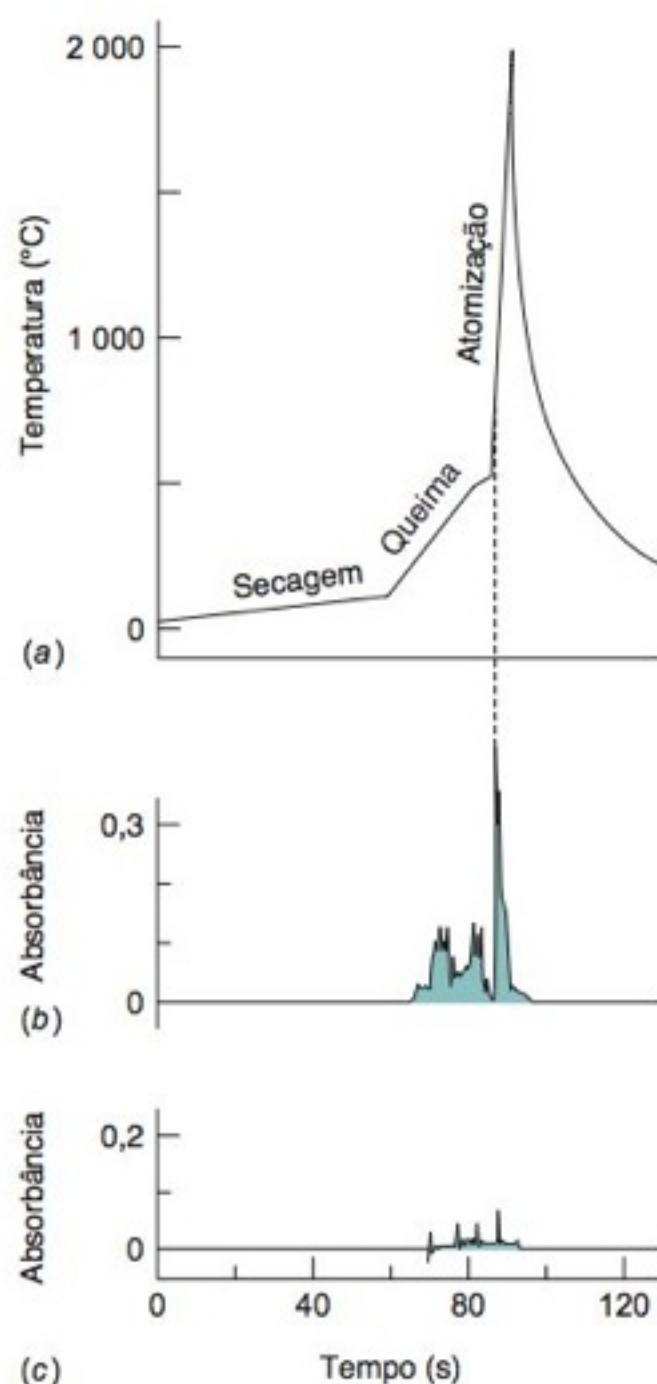 2 000
Temperatura (°C)
1 000
Atomização
Queima
Secagem
0
(a)
Absorbância
0,3
0
(b)
Absorbância
0,2
0
0 40 80 120
(c)
Tempo (s)